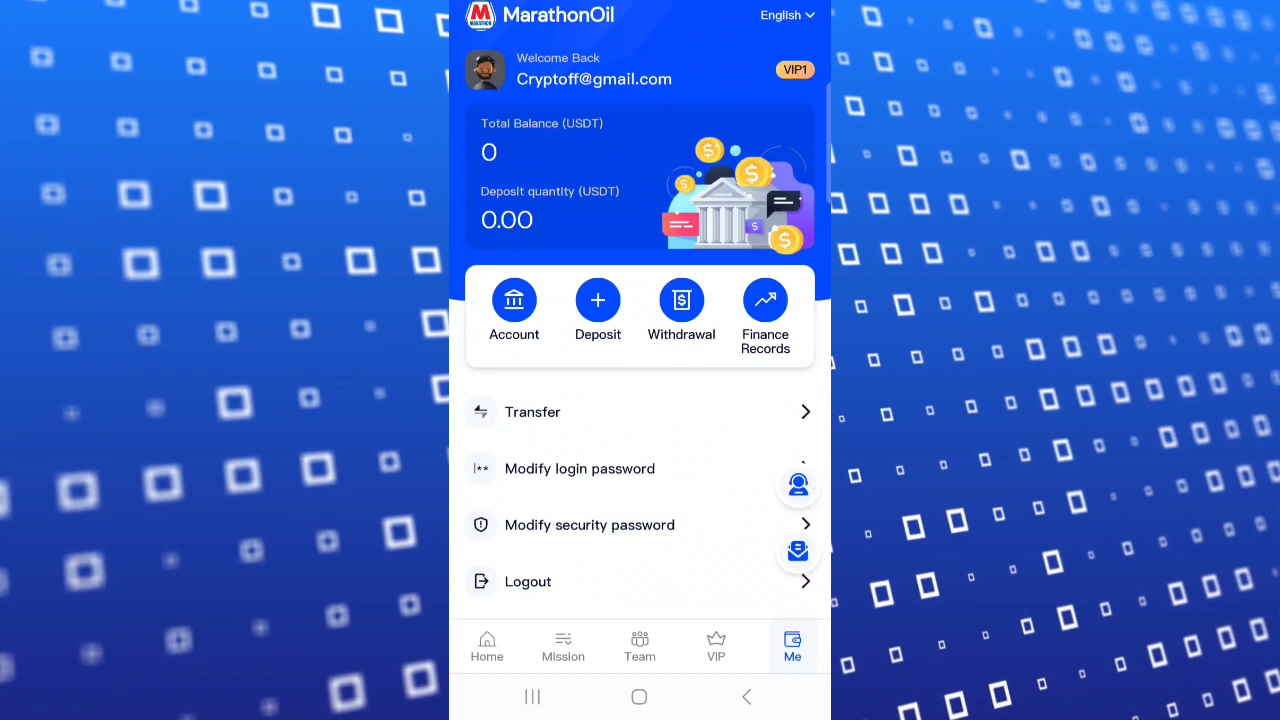 M
MARATHON
MarathonOil
English
Welcome Back
Cryptoff@gmail.com
VIP1
Total Balance (USDT)
0
Deposit quantity (USDT)
0.00
Account
Deposit
Withdrawal
Finance
Records
Transfer
Modify login password
Modify security password
Logout
Home
Mission
Team
VIP
Me